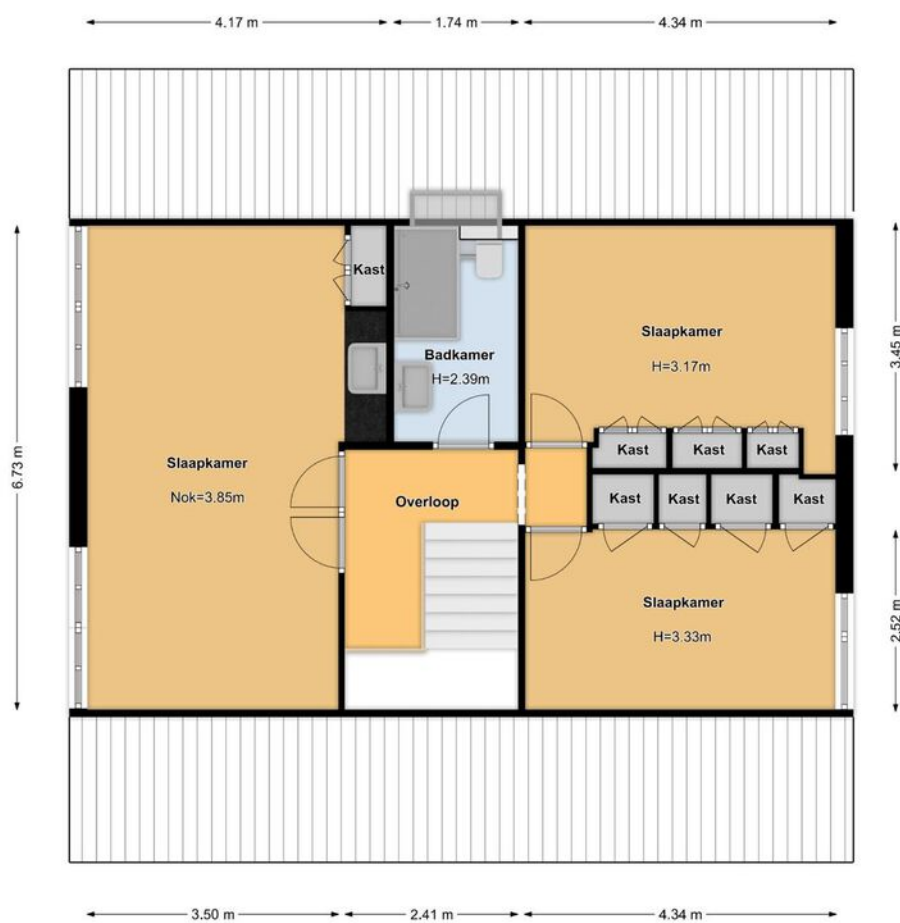 4.17 m
1.74 m
4.34 m
Kast
Slaapkamer
H=3.17m
3.45 m
Badkamer
H=2.39m
Kast
Kast
Kast
6.73 m
Slaapkamer
Nok=3.85m
Overloop
Kast
Kast
Kast
Kast
Slaapkamer
H=3.33m
2.52 m
3.50 m
2.41 m
4.34 m